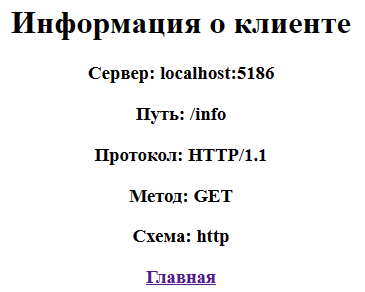 Информация о клиенте
Сервер: localhost:5186
Путь: /info
Протокол: HTTP/1.1
Метод: GET
Схема: http
Главная